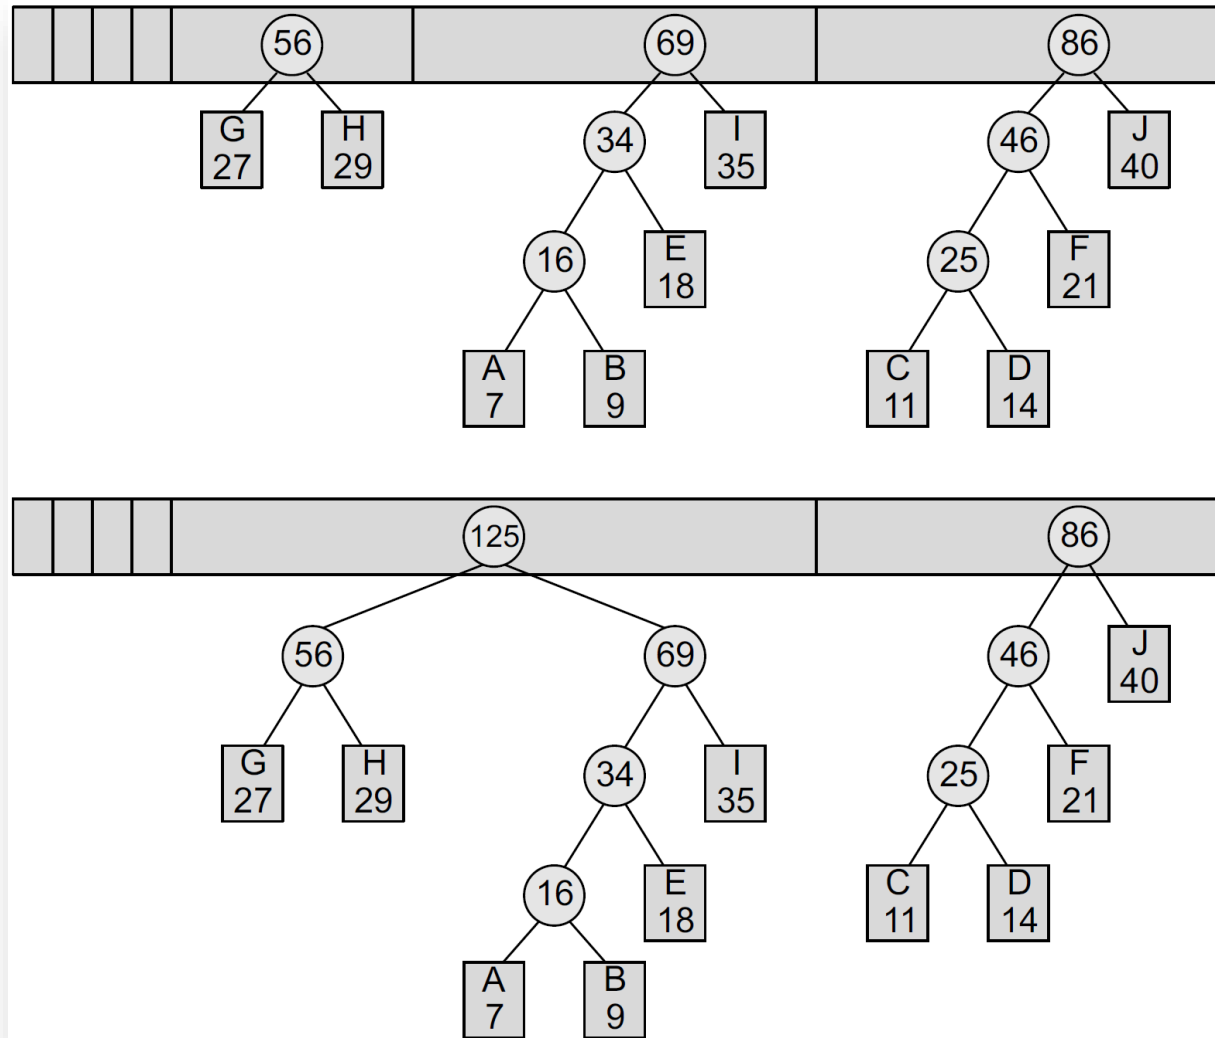 56 69 86
G H 34 I 46 J
27 29 35 40
16 E 25 F
18 21
A B C D
7 9 11 14
125 86
56 69 46 J
40
G H 34 I 25 F
27 29 35 21
16 E C D
18 11 14
A B
7 9